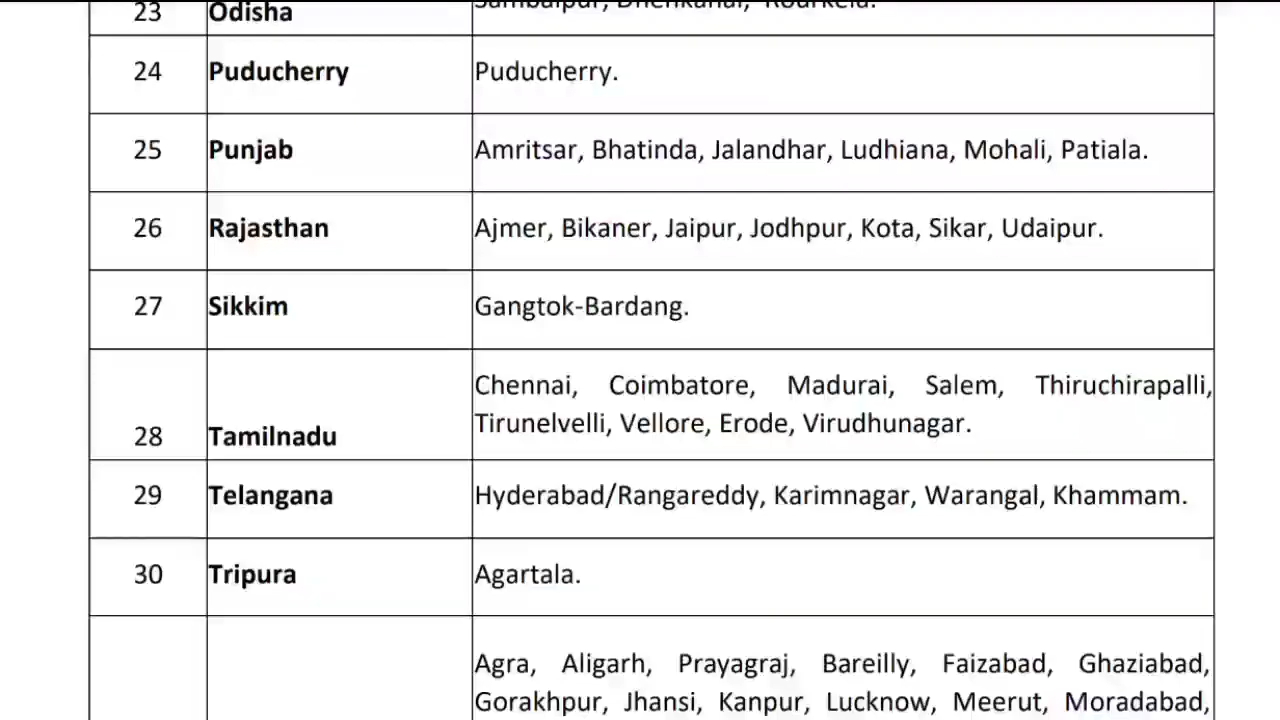 23 Odisha Sambalpur, Dhenkanal, Rourkela.
24 Puducherry Puducherry.
25 Punjab Amritsar, Bhatinda, Jalandhar, Ludhiana, Mohali, Patiala.
26 Rajasthan Ajmer, Bikaner, Jaipur, Jodhpur, Kota, Sikar, Udaipur.
27 Sikkim Gangtok-Bardang.
Chennai, Coimbatore, Madurai, Salem, Thiruchirapalli,
Tirunelvelli, Vellore, Erode, Virudhunagar.
28 Tamilnadu
29 Telangana Hyderabad/Rangareddy, Karimnagar, Warangal, Khammam.
30 Tripura Agartala.
Agra, Aligarh, Prayagraj, Bareilly, Faizabad, Ghaziabad,
Gorakhpur, Jhansi, Kanpur, Lucknow, Meerut, Moradabad,